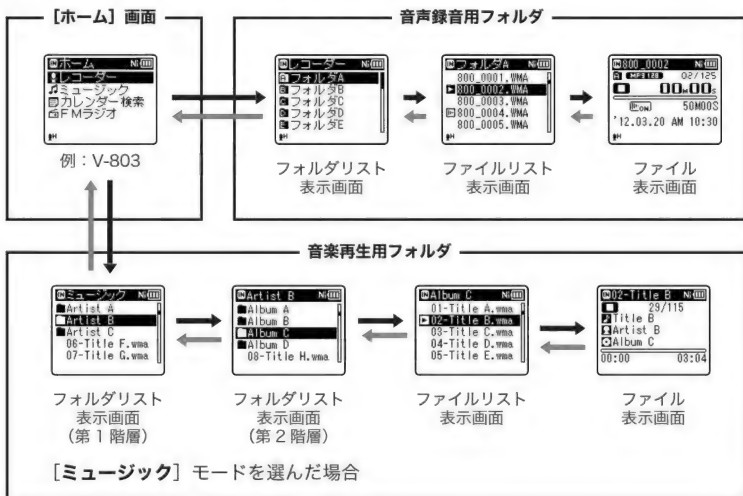 ［ホーム］画面
ホーム Ni
レコーダー
ミュージック
カレンダー検索
FMラジオ
例：V-803
音声録音用フォルダ
レコーダー Ni
フォルダA
フォルダB
フォルダC
フォルダD
フォルダE
フォルダリスト
表示画面
フォルダA Ni
800_0001.WMA
800_0002.WMA
800_0003.WMA
800_0004.WMA
800_0005.WMA
ファイルリスト
表示画面
800_0002 Ni
A MP3 128 02/125
00M00s
ON 50M00S
'12.03.20 AM 10:30
ファイル
表示画面
音楽再生用フォルダ
ミュージック Ni
Artist A
Artist B
Artist C
06-Title F.wma
07-Title G.wma
フォルダリスト
表示画面
（第1階層）
Artist B Ni
Album A
Album B
Album C
Album D
08-Title H.wma
フォルダリスト
表示画面
（第2階層）
Album C Ni
01-Title A.wma
02-Title B.wma
03-Title C.wma
04-Title D.wma
05-Title E.wma
ファイルリスト
表示画面
02-Title B Ni
29/115
Title B
Artist B
Album C
00:00 03:04
ファイル
表示画面
［ミュージック］モードを選んだ場合